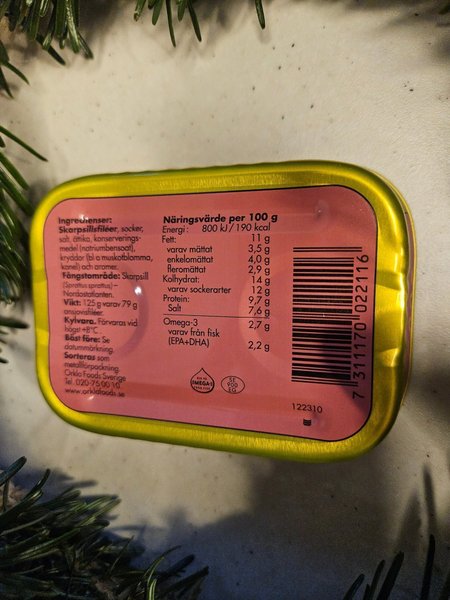 Ingredienser:
Skarpsillsfiléer, socker,
salt, ättika, konserverings-
medel (natriumbensoat),
kryddor (bl a muskotblomma,
kanel) och aromer.
Fångstområde: Skarpsill
(Sprattus sprattus) –
Nordostatlanten.
Vikt: 125 g varav 79 g
ansjovisfiléer.
Kylvara. Förvaras vid
högst +8°C.
Bäst före: Se
datummärkning.
Sorteras som
metallförpackning.
Orkla Foods Sverige
Tel. 020-75 00 10
www.orklafoods.se
Näringsvärde per 100 g
Energi: 800 kJ/190 kcal
Fett: 11 g
varav mättat 3,5 g
enkelomättat 4,0 g
fleromättat 2,9 g
Kolhydrat: 14 g
varav sockerarter 12 g
Protein: 9,7 g
Salt 7,6 g
Omega-3 2,7 g
varav från fisk
(EPA+DHA) 2,2 g
OMEGA-3
SE
EG
122310
7 311170 022116